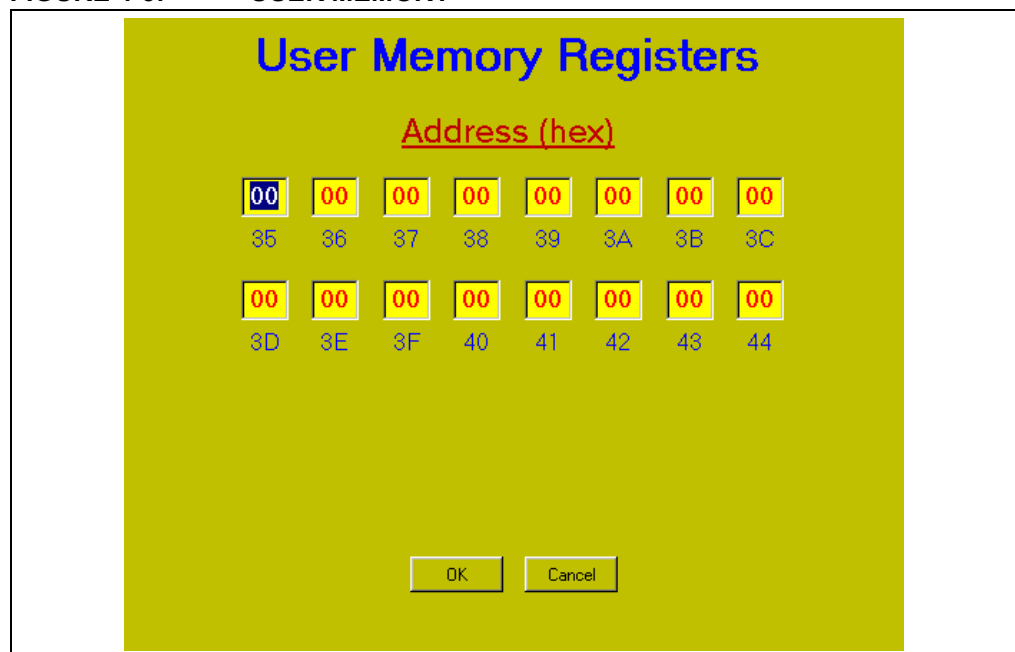 User Memory Registers
Address (hex)
00 00 00 00 00 00 00 00
35 36 37 38 39 3A 3B 3C
00 00 00 00 00 00 00 00
3D 3E 3F 40 41 42 43 44
OK Cancel